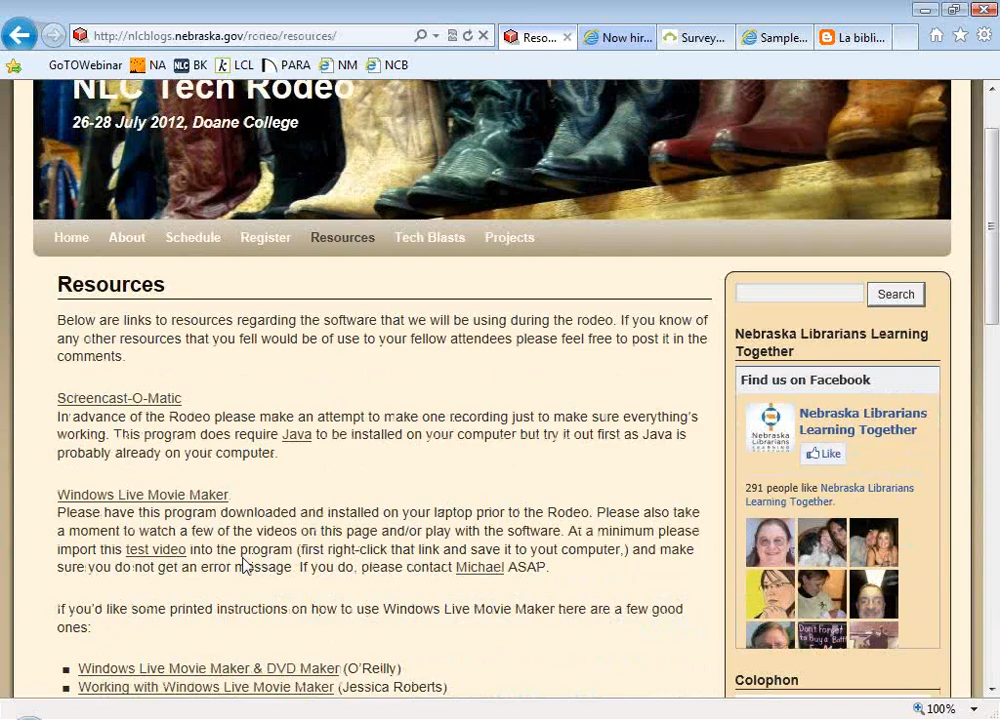 http://nlcblogs.nebraska.gov/rodeo/resources/
Reso...
Now hir...
Survey...
Sample...
La bibli...
GoTOWebinar
NA
NLC BK
k LCL
PARA
NM
NCB
NLC Tech Rodeo
26-28 July 2012, Doane College
Home About Schedule Register Resources Tech Blasts Projects
Resources
Below are links to resources regarding the software that we will be using during the rodeo. If you know of
any other resources that you fell would be of use to your fellow attendees please feel free to post it in the
comments.
Screencast-O-Matic
In advance of the Rodeo please make an attempt to make one recording just to make sure everything's
working. This program does require Java to be installed on your computer but try it out first as Java is
probably already on your computer.
Windows Live Movie Maker
Please have this program downloaded and installed on your laptop prior to the Rodeo. Please also take
a moment to watch a few of the videos on this page and/or play with the software. At a minimum please
import this test video into the program (first right-click that link and save it to yout computer,) and make
sure you do not get an error message If you do, please contact Michael ASAP.
If you'd like some printed instructions on how to use Windows Live Movie Maker here are a few good
ones:
Windows Live Movie Maker & DVD Maker (O'Reilly)
Working with Windows Live Movie Maker (Jessica Roberts)
Search
Nebraska Librarians Learning
Together
Find us on Facebook
Nebraska
Librarians
Learning Together
Nebraska Librarians
Learning Together
Like
291 people like Nebraska Librarians
Learning Together.
Don't forget
to Buy a Batt
Colophon
100%